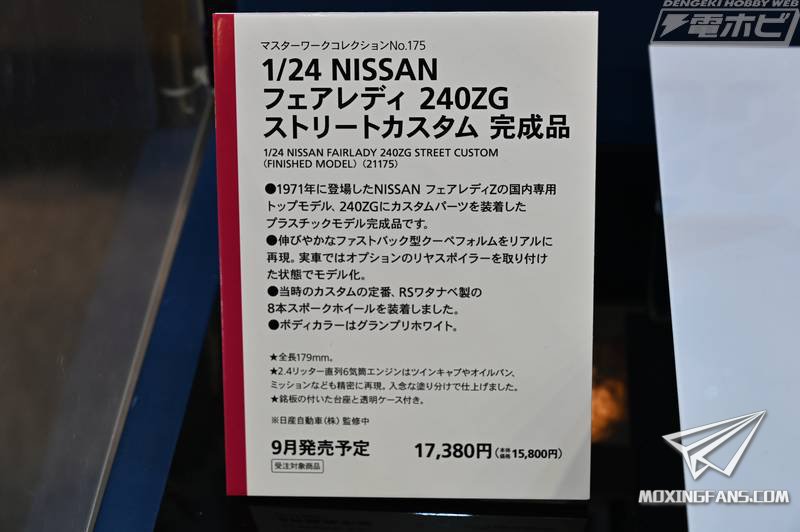 DENGEKI HOBBY WEB
電ホビ
マスターワークコレクションNo.175
1/24 NISSAN
フェアレディ 240ZG
ストリートカスタム 完成品
1/24 NISSAN FAIRLADY 240ZG STREET CUSTOM
(FINISHED MODEL) (21175)
●1971年に登場したNISSAN フェアレディZの国内専用
トップモデル、240ZGにカスタムパーツを装着した
プラスチックモデル完成品です。
●伸びやかなファストバック型クーペフォルムをリアルに
再現。実車ではオプションのリヤスポイラーを取り付け
た状態でモデル化。
●当時のカスタムの定番、RSワタナベ製の
8本スポークホイールを装着しました。
●ボディカラーはグランプリホワイト。
★全長179mm。
★2.4リッター直列6気筒エンジンはツインキャブやオイルパン、
ミッションなども精密に再現。入念な塗り分けで仕上げました。
★銘板の付いた台座と透明ケース付き。
※日産自動車(株)監修中
9月発売予定 17,380円(本体価格15,800円)
受注対象商品
MOXINGFANS.COM